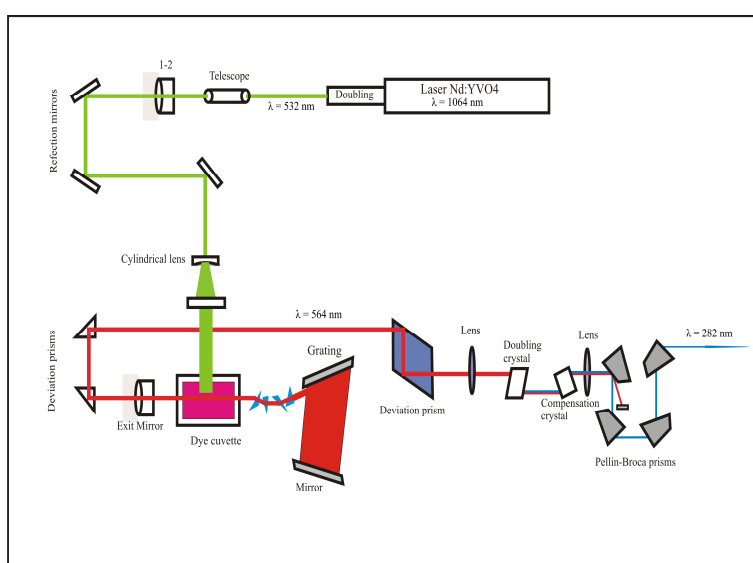 1-2
Telescope
Doubling
Laser Nd:YVO4
λ = 1064 nm
λ = 532 nm
Refection mirrors
Cylindrical lens
λ = 564 nm
Deviation prisms
Exit Mirror
Dye cuvette
Grating
Mirror
Deviation prism
Lens
Doubling
crystal
Compensation
crystal
Lens
λ = 282 nm
Pellin-Broca prisms